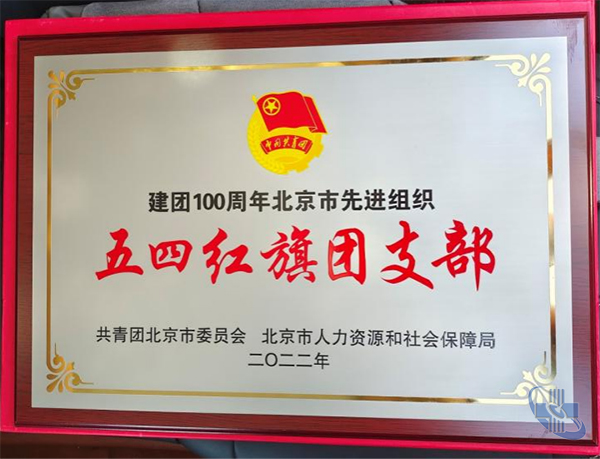 中国共青团
建团100周年北京市先进组织
五四红旗团支部
共青团北京市委员会 北京市人力资源和社会保障局
二〇二二年